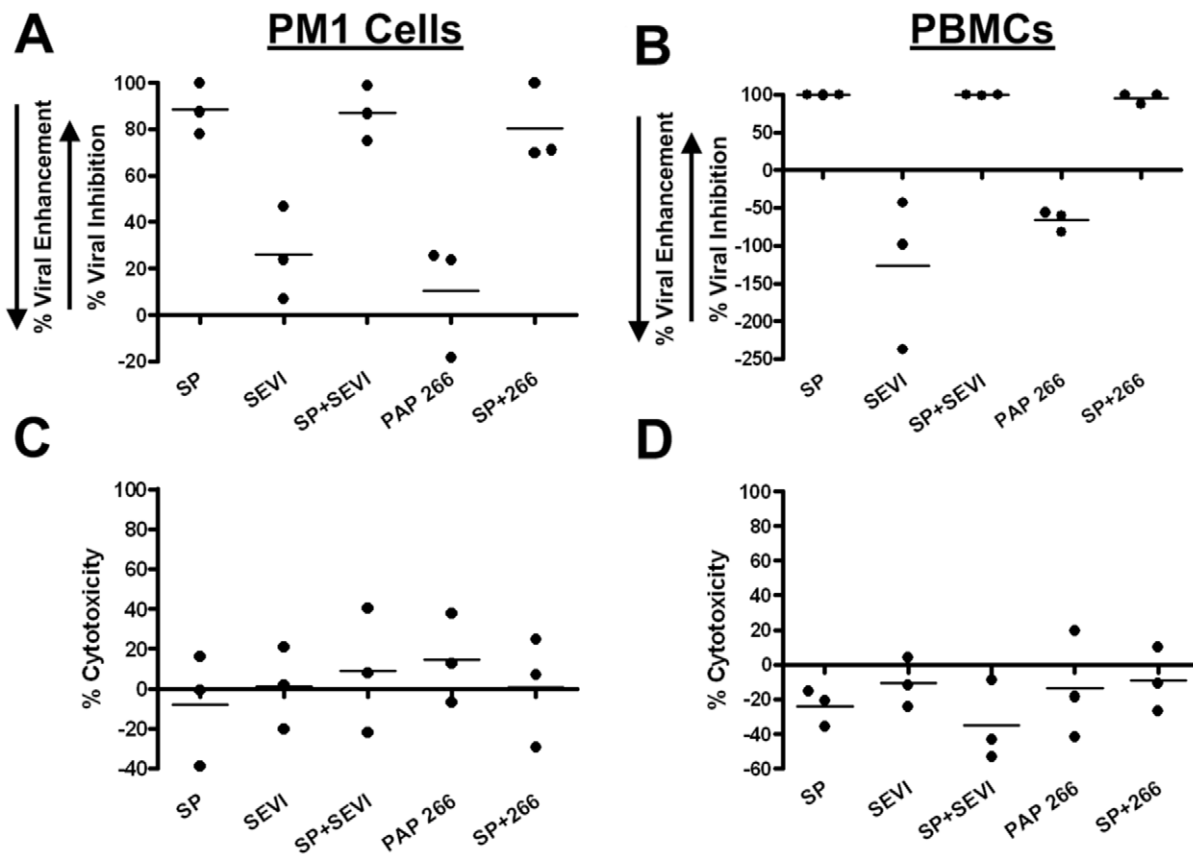 A
PM1 Cells
% Viral Enhancement
% Viral Inhibition
100
80
60
40
20
0
-20
SP
SEVI
SP+SEVI
PAP 266
SP+266
B
PBMCs
% Viral Enhancement
% Viral Inhibition
100
50
0
-50
-100
-150
-200
-250
SP
SEVI
SP+SEVI
PAP 266
SP+266
C
% Cytotoxicity
100
80
60
40
20
0
-20
-40
SP
SEVI
SP+SEVI
PAP 266
SP+266
D
% Cytotoxicity
100
80
60
40
20
0
-20
-40
-60
SP
SEVI
SP+SEVI
PAP 266
SP+266